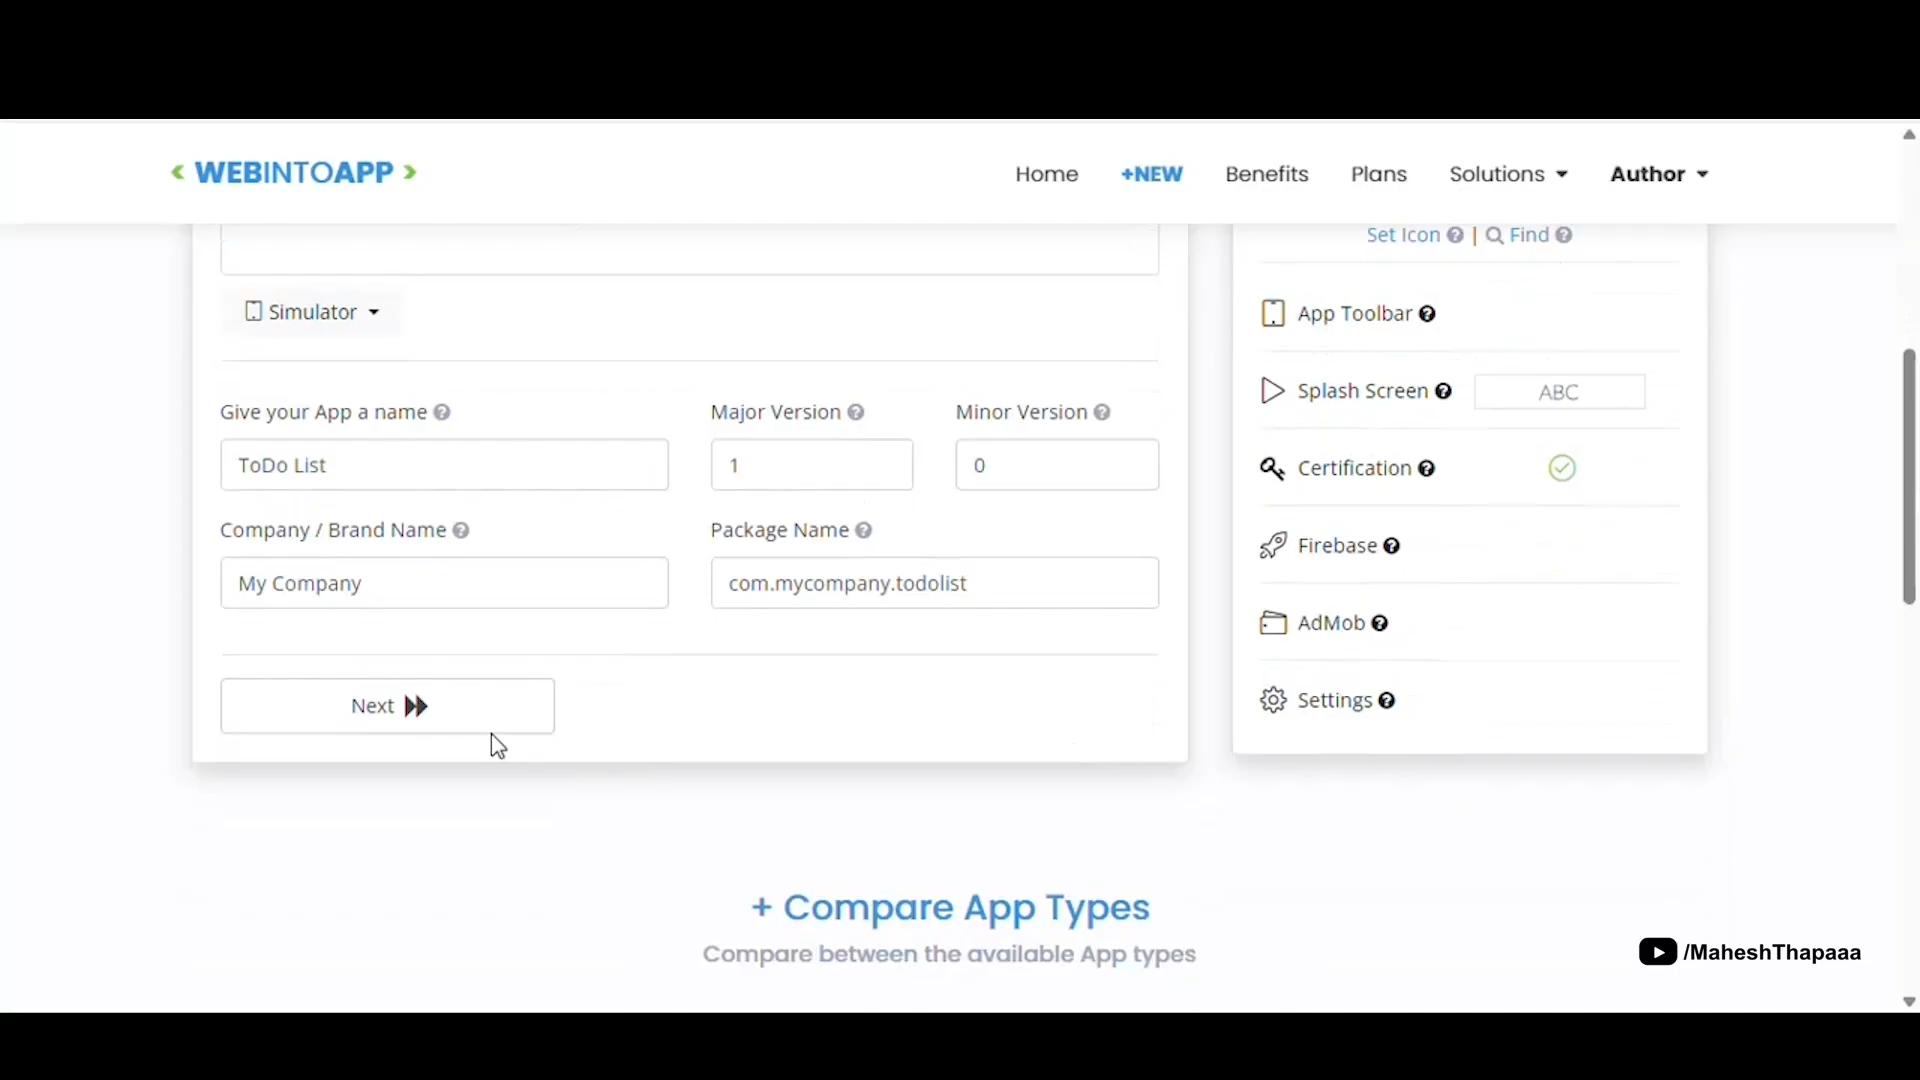 < WEBINTOAPP >
Home +NEW Benefits Plans Solutions Author
Simulator
Give your App a name
Major Version
Minor Version
ToDo List
1
0
Company / Brand Name
Package Name
My Company
com.mycompany.todolist
Next
Set Icon | Find
App Toolbar
Splash Screen ABC
Certification
Firebase
AdMob
Settings
+ Compare App Types
Compare between the available App types
/MaheshThapaaa